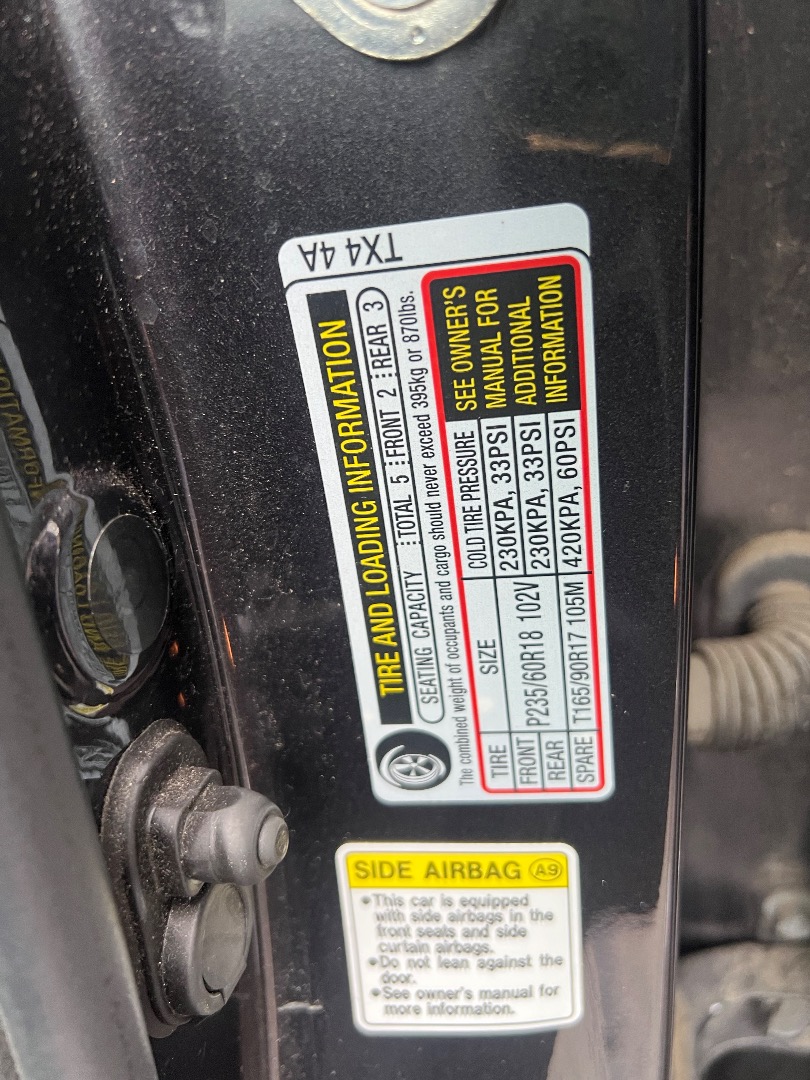 TX4 4A
TIRE AND LOADING INFORMATION
SEATING CAPACITY TOTAL 5 FRONT 2 REAR 3
The combined weight of occupants and cargo should never exceed 395kg or 870lbs.
TIRE SIZE COLD TIRE PRESSURE
FRONT P235/60R18 102V 230KPA, 33PSI
REAR 230KPA, 33PSI
SPARE T165/90R17 105M 420KPA, 60PSI
SEE OWNER'S
MANUAL FOR
ADDITIONAL
INFORMATION
SIDE AIRBAG A9
•This car is equipped
with side airbags in the
front seats and side
curtain airbags.
•Do not lean against the
door.
•See owner's manual for
more information.